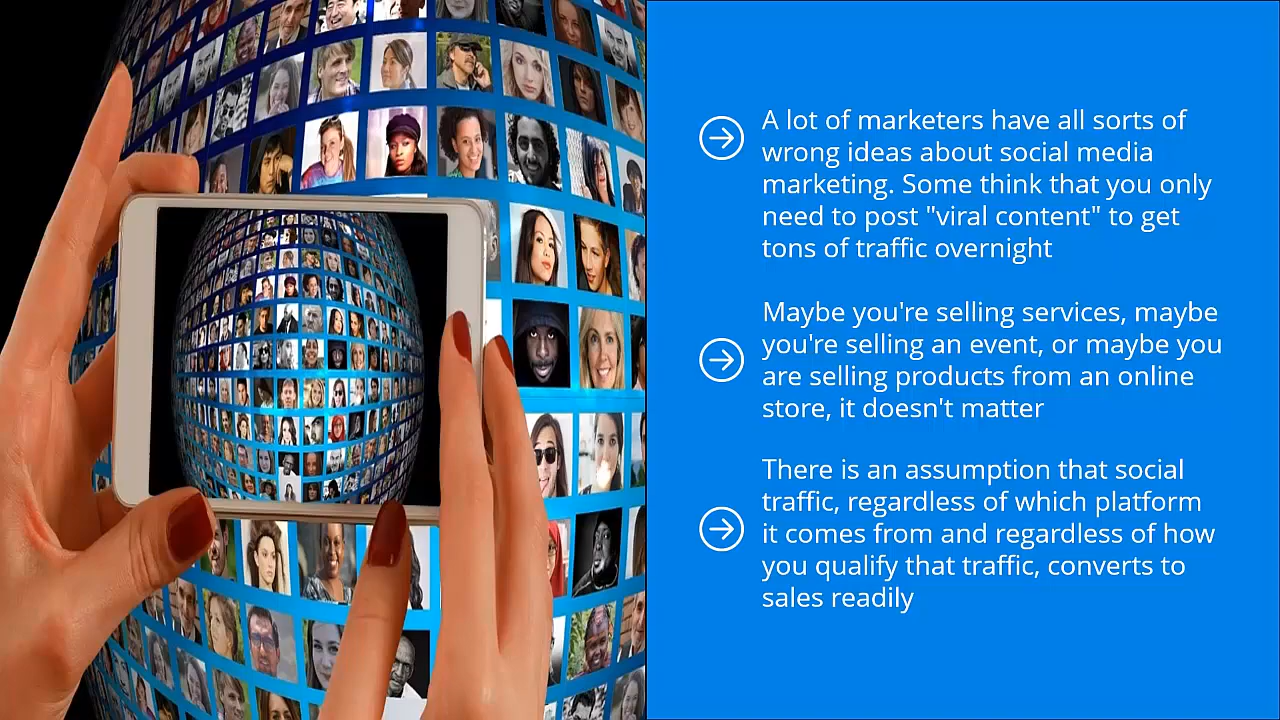 A lot of marketers have all sorts of
wrong ideas about social media
marketing. Some think that you only
need to post "viral content" to get
tons of traffic overnight
Maybe you're selling services, maybe
you're selling an event, or maybe you
are selling products from an online
store, it doesn't matter
There is an assumption that social
traffic, regardless of which platform
it comes from and regardless of how
you qualify that traffic, converts to
sales readily